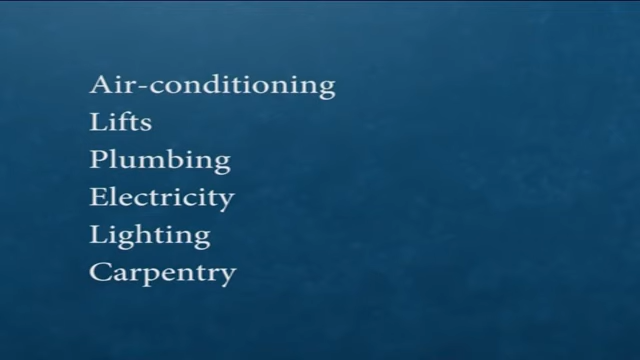 Air-conditioning
Lifts
Plumbing
Electricity
Lighting
Carpentry